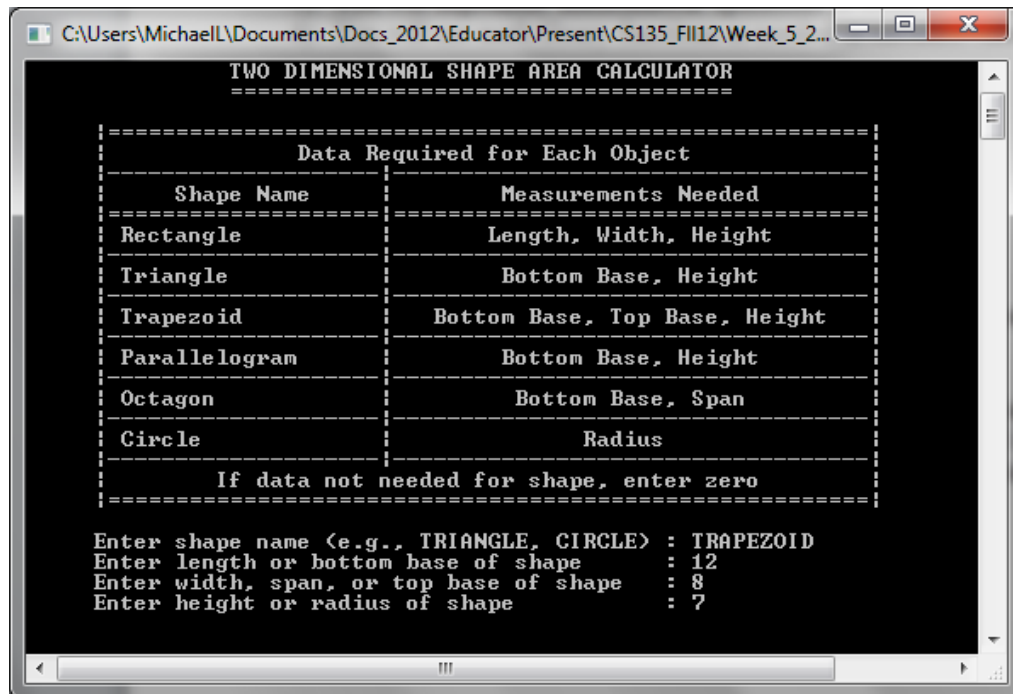 C:\Users\MichaelL\Documents\Docs_2012\Educator\Present\CS135_Fll12\Week_5_2...
TWO DIMENSIONAL SHAPE AREA CALCULATOR
=====================================
Data Required for Each Object
Shape Name | Measurements Needed
Rectangle | Length, Width, Height
Triangle | Bottom Base, Height
Trapezoid | Bottom Base, Top Base, Height
Parallelogram | Bottom Base, Height
Octagon | Bottom Base, Span
Circle | Radius
If data not needed for shape, enter zero
Enter shape name (e.g., TRIANGLE, CIRCLE) : TRAPEZOID
Enter length or bottom base of shape : 12
Enter width, span, or top base of shape : 8
Enter height or radius of shape : 7